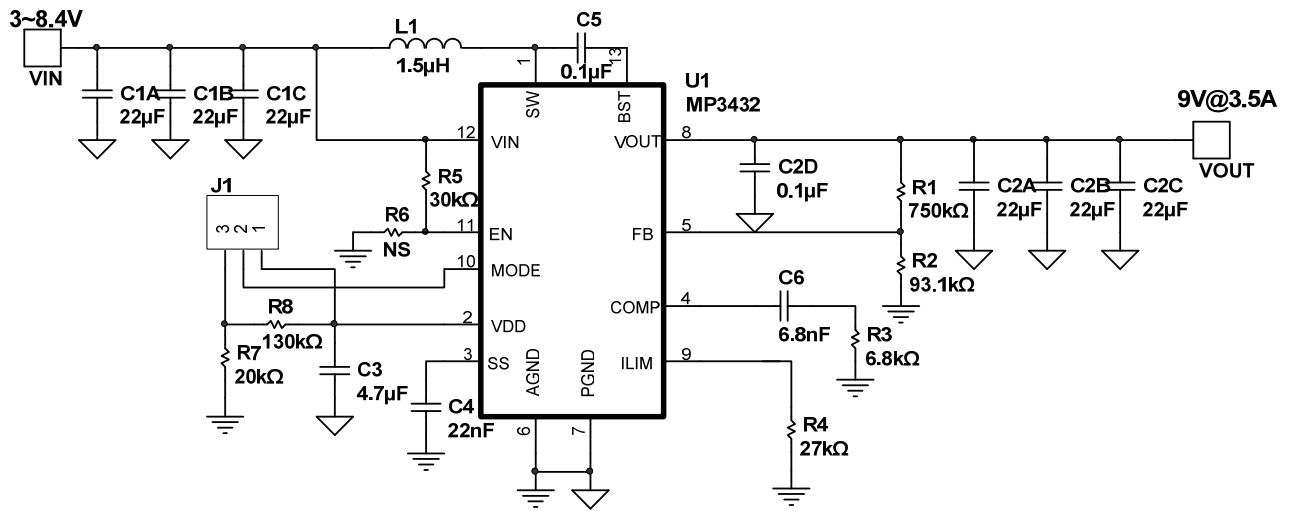 3~8.4V
VIN
C1A
22µF
C1B
22µF
C1C
22µF
L1
1.5µH
C5
0.1µF
1
13
U1
MP3432
SW
BST
12
VIN
VOUT
8
9V@3.5A
VOUT
R5
30kΩ
C2D
0.1µF
R1
750kΩ
C2A
22µF
C2B
22µF
C2C
22µF
J1
3
2
1
R6
NS
11
EN
FB
5
10
MODE
R2
93.1kΩ
R8
130kΩ
2
VDD
COMP
4
C6
6.8nF
R3
6.8kΩ
R7
20kΩ
C3
4.7µF
3
SS
AGND
PGND
ILIM
9
C4
22nF
6
7
R4
27kΩ